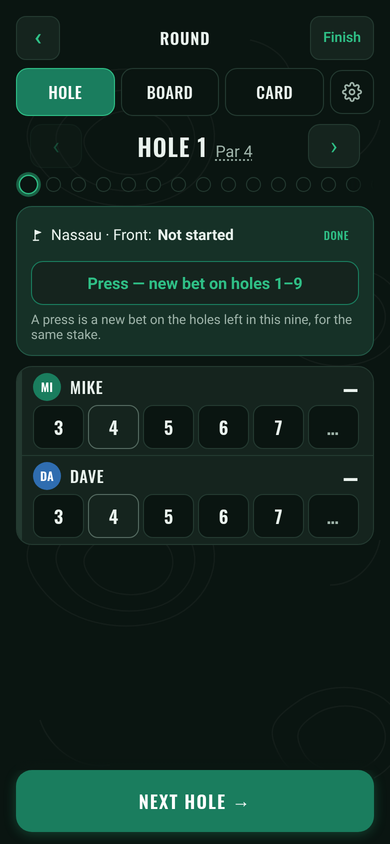 ‹
ROUND
Finish
HOLE
BOARD
CARD
‹
HOLE 1 Par 4
›
Nassau · Front: Not started
DONE
Press — new bet on holes 1–9
A press is a new bet on the holes left in this nine, for the
same stake.
MI MIKE –
3 4 5 6 7 ...
DA DAVE –
3 4 5 6 7 ...
NEXT HOLE →